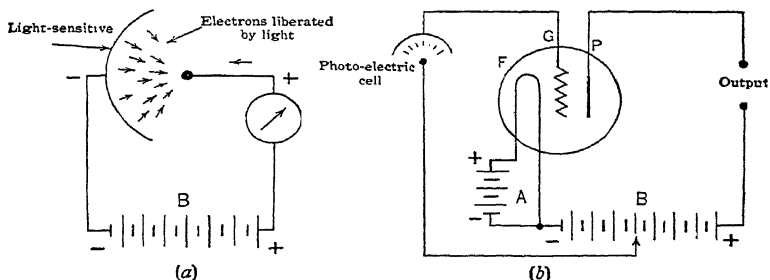 Light-sensitive
Electrons liberated
by light
-
+
B
-
+
(a)
Photo-electric
cell
G
P
F
Output
+
A
-
B
-
+
(b)